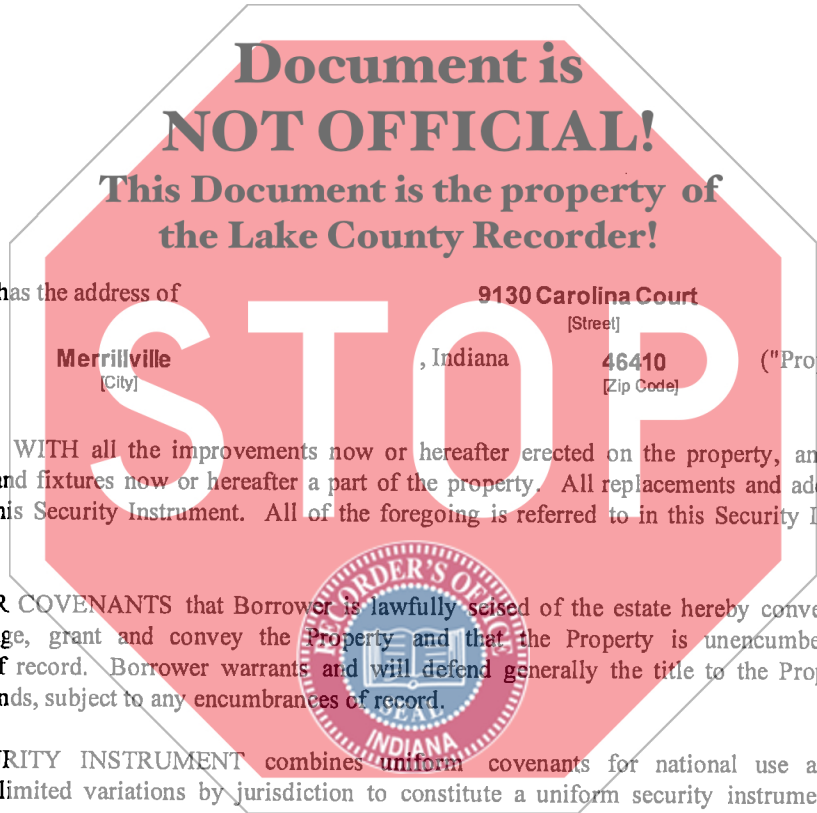 Document is
NOT OFFICIAL!
This Document is the property of
the Lake County Recorder!
has the address of 9130 Carolina Court
[Street]
Merrillville , Indiana 46410 ("Pro
[City] [Zip Code]
STOP
WITH all the improvements now or hereafter erected on the property, an
and fixtures now or hereafter a part of the property. All replacements and add
his Security Instrument. All of the foregoing is referred to in this Security I
RECORDER'S OFFICE
R COVENANTS that Borrower is lawfully seised of the estate hereby conve
ge, grant and convey the Property and that the Property is unencumbe
f record. Borrower warrants and will defend generally the title to the Prop
nds, subject to any encumbrances of record.
SEAL
INDIANA
RITY INSTRUMENT combines uniform covenants for national use a
limited variations by jurisdiction to constitute a uniform security instrume